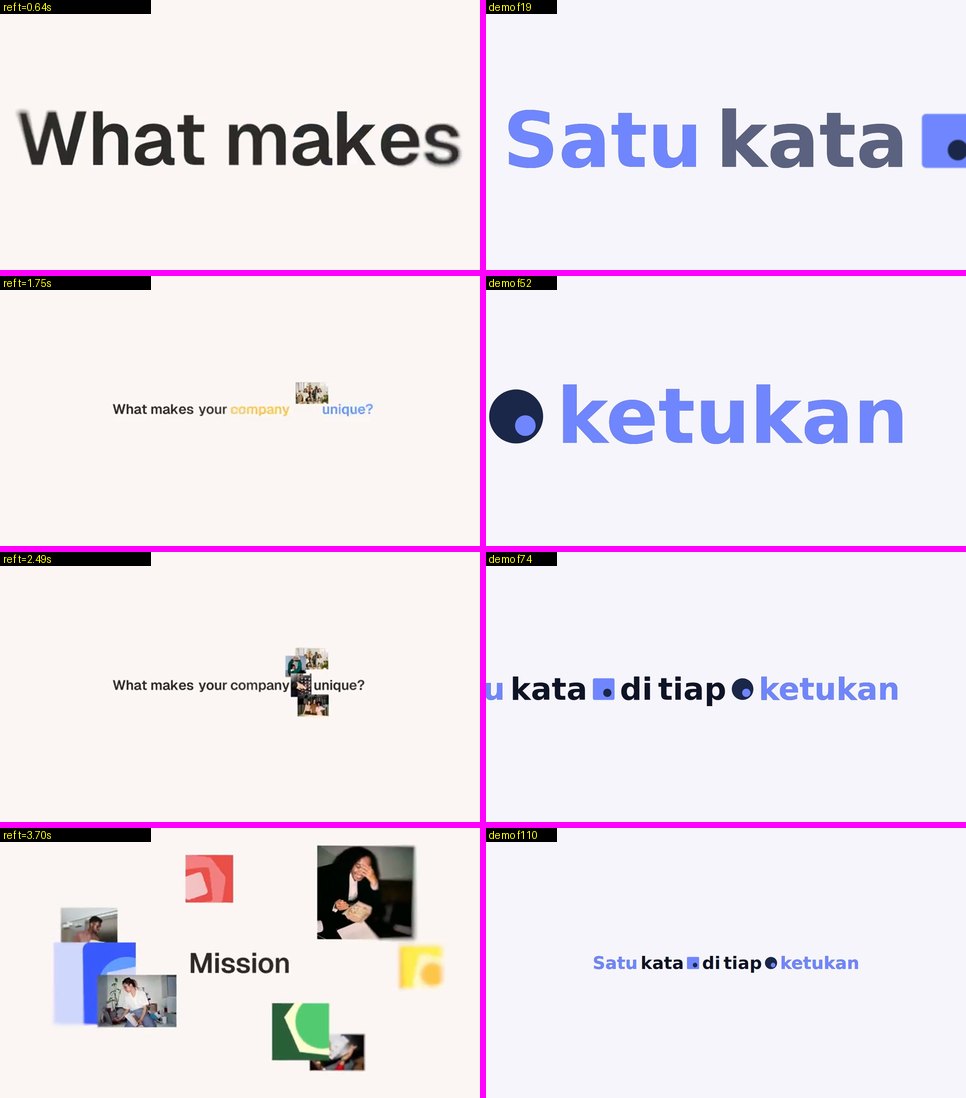 ref t=0.64s
demo f19
What makes
Satu kata
ref t=1.75s
demo f52
What makes your company unique?
ketukan
ref t=2.49s
demo f74
What makes your company unique?
u kata di tiap ketukan
ref t=3.70s
demo f110
Mission
Satu kata di tiap ketukan